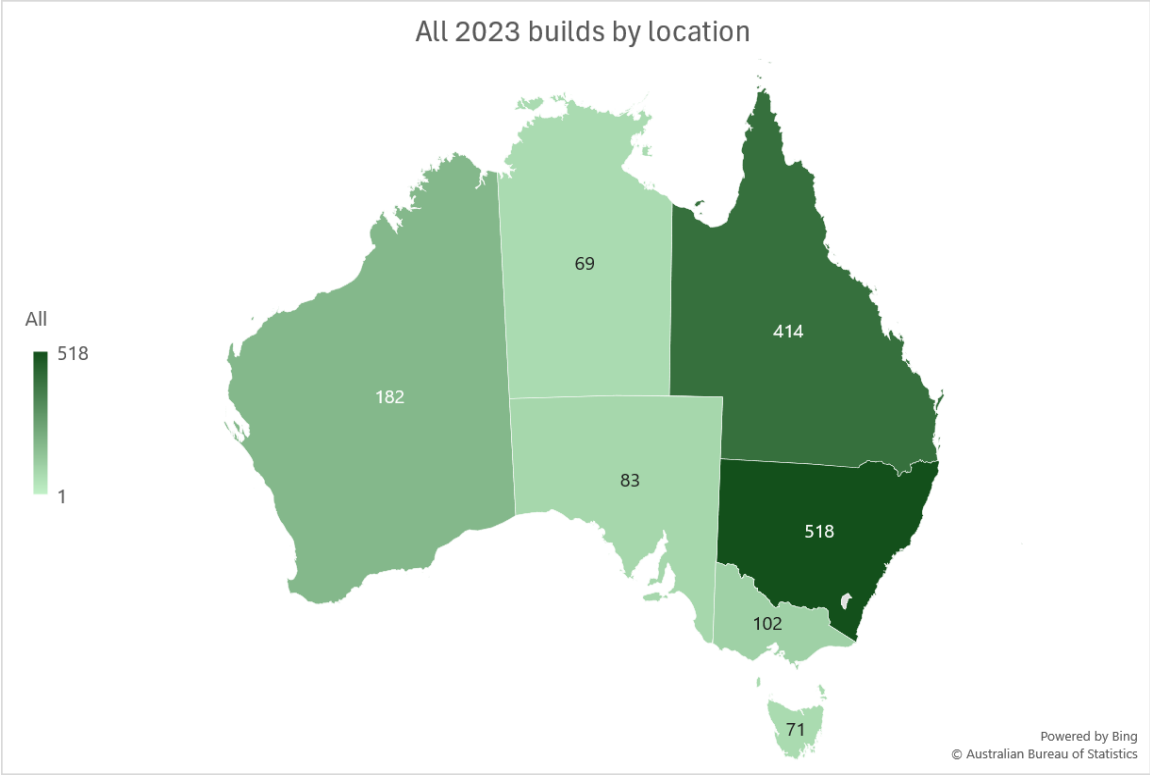 All 2023 builds by location
69
414
All
518
182
1
83
518
102
71
Powered by Bing
© Australian Bureau of Statistics